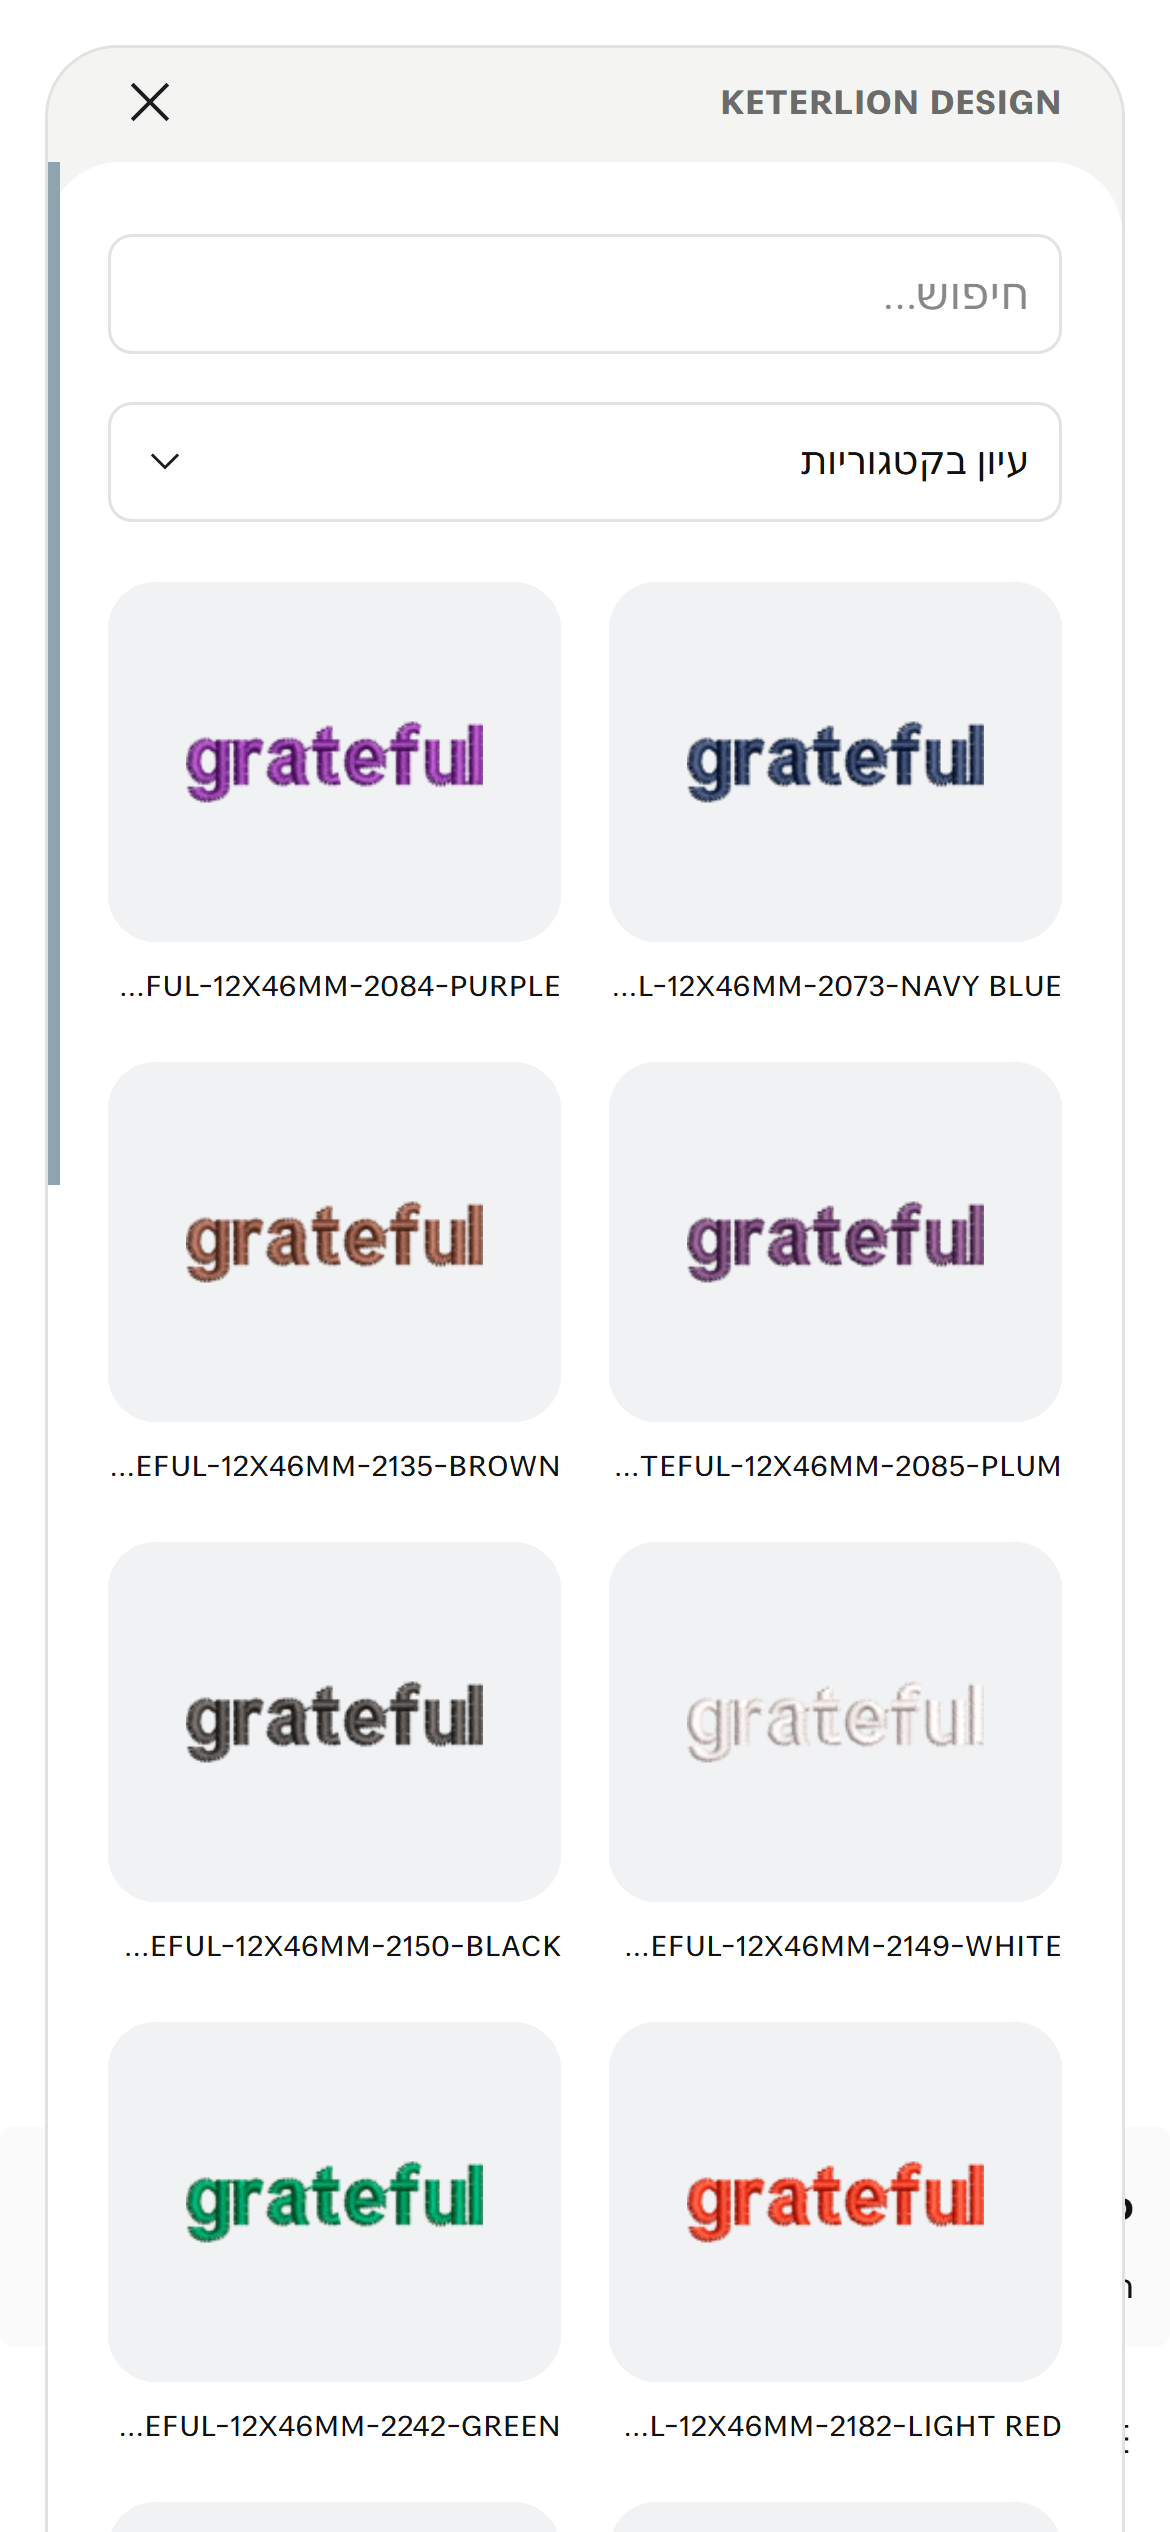 KETERLION DESIGN
חיפוש...
עיון בקטגוריות
grateful
grateful
...L-12X46MM-2073-NAVY BLUE
...FUL-12X46MM-2084-PURPLE
grateful
grateful
...TEFUL-12X46MM-2085-PLUM
...EFUL-12X46MM-2135-BROWN
grateful
grateful
...EFUL-12X46MM-2149-WHITE
...EFUL-12X46MM-2150-BLACK
grateful
grateful
...L-12X46MM-2182-LIGHT RED
...EFUL-12X46MM-2242-GREEN